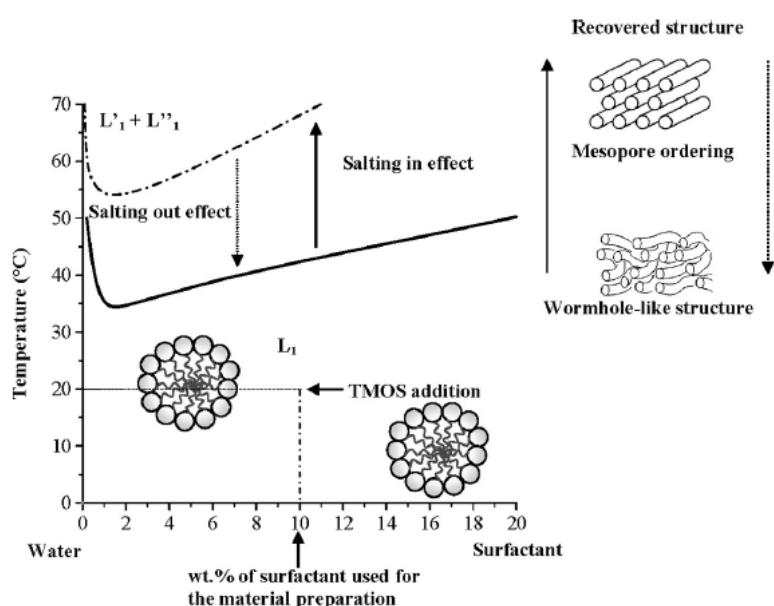 Recovered structure
Mesopore ordering
Wormhole-like structure
Temperature (°C)
70
60
50
40
30
20
10
0
L'₁ + L''₁
Salting in effect
Salting out effect
L₁
TMOS addition
0 2 4 6 8 10 12 14 16 18 20
Water
Surfactant
wt.% of surfactant used for
the material preparation